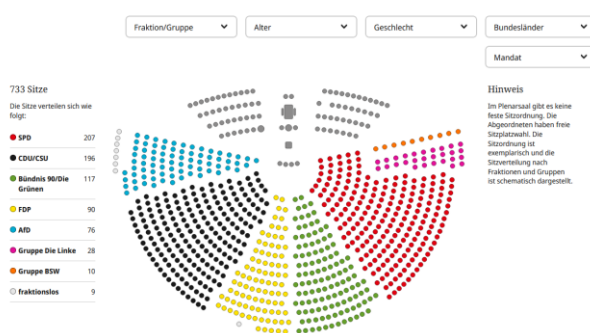 Fraktion/Gruppe
Alter
Geschlecht
Bundesländer
Mandat
733 Sitze
Die Sitze verteilen sich wie
folgt:
SPD 207
CDU/CSU 196
Bündnis 90/Die 117
Grünen
FDP 90
AfD 76
Gruppe Die Linke 28
Gruppe BSW 10
fraktionslos 9
Hinweis
Im Plenarsaal gibt es keine
feste Sitzordnung. Die
Abgeordneten haben freie
Sitzplatzwahl. Die
Sitzordnung ist
exemplarisch und die
Sitzverteilung nach
Fraktionen und Gruppen
ist schematisch dargestellt.